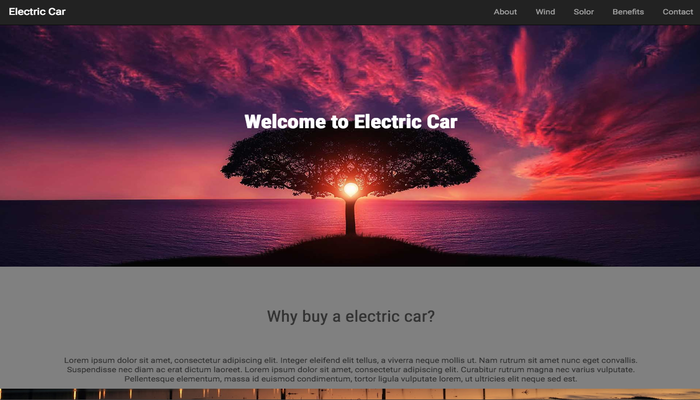 Electric Car
About Wind Solor Benefits Contact
Welcome to Electric Car
Why buy a electric car?
Lorem ipsum dolor sit amet, consectetur adipiscing elit. Integer eleifend elit tellus, a viverra neque mollis ut. Nam rutrum sit amet nunc eget convallis.
Suspendisse nec diam ac erat dictum laoreet. Lorem ipsum dolor sit amet, consectetur adipiscing elit. Curabitur rutrum magna nec varius vulputate.
Pellentesque elementum, massa id euismod condimentum, tortor ligula vulputate lorem, ut ultricies elit neque sed est.